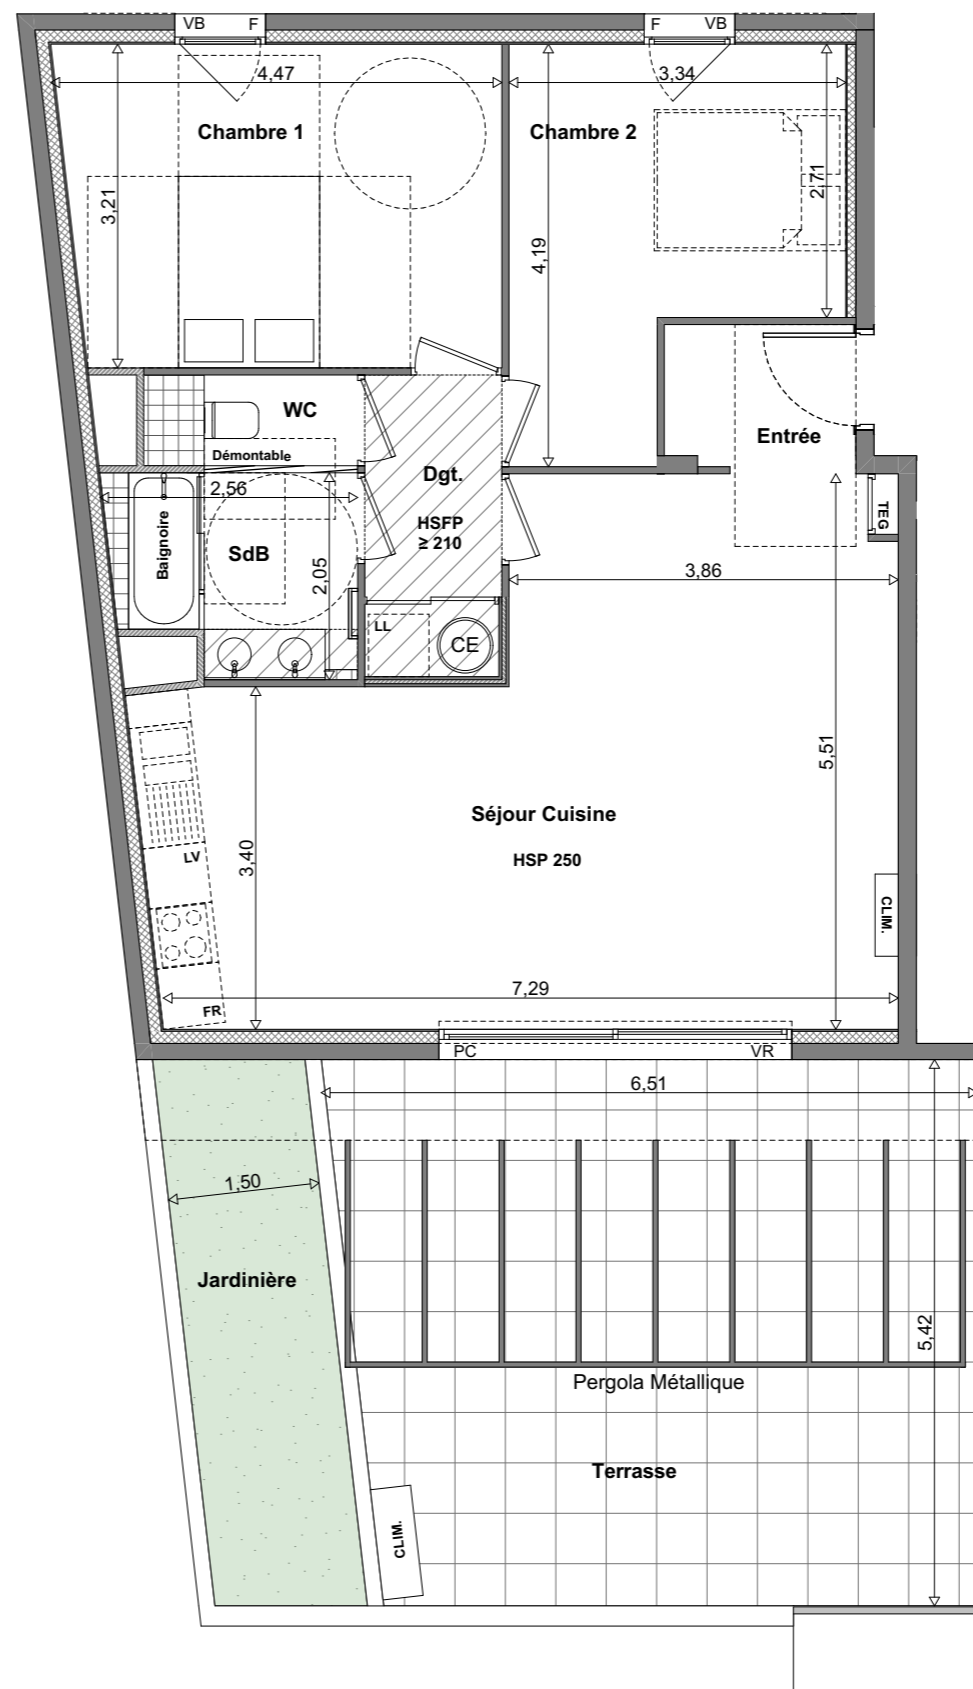 VB F
F VB
4,47
3,34
Chambre 1
Chambre 2
3,21
4,19
2,71
WC
Entrée
Démontable
Dgt.
2,56
TEG
Baignoire
SdB
HSFP
≥ 210
2,05
3,86
LL
CE
5,51
Séjour Cuisine
3,40
LV
HSP 250
CLIM.
7,29
FR
PC VR
6,51
1,50
Jardinière
5,42
Pergola Métallique
Terrasse
CLIM.